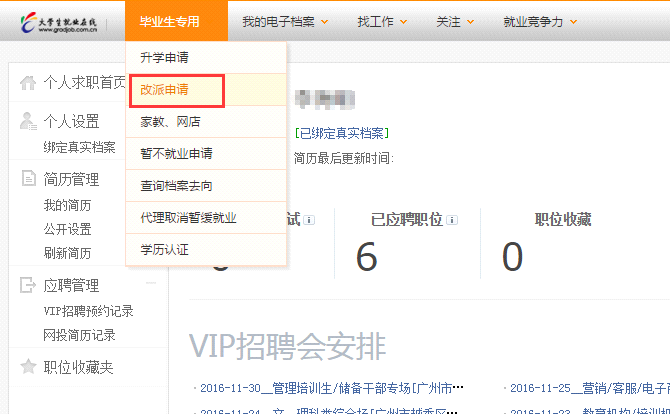 大学生就业在线
www.gradjob.com.cn
毕业生专用
我的电子档案
找工作
关注
就业竞争力
升学申请
改派申请
家教、网店
暂不就业申请
查询档案去向
代理取消暂缓就业
学历认证
个人求职首页
个人设置
绑定真实档案
简历管理
我的简历
公开设置
刷新简历
应聘管理
VIP招聘预约记录
网投简历记录
职位收藏夹
[已绑定真实档案]
简历最后更新时间:
试
已应聘职位
职位收藏
6
0
VIP招聘会安排
2016-11-30__管理培训生/储备干部专场[广州市...
2016-11-25__营销/客服/电子商